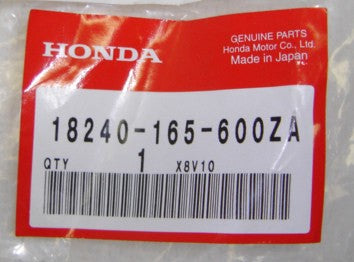 HONDA
GENUINE PARTS
Honda Motor Co., Ltd.
Made in Japan
18240-165-600ZA
QTY 1 X8V10